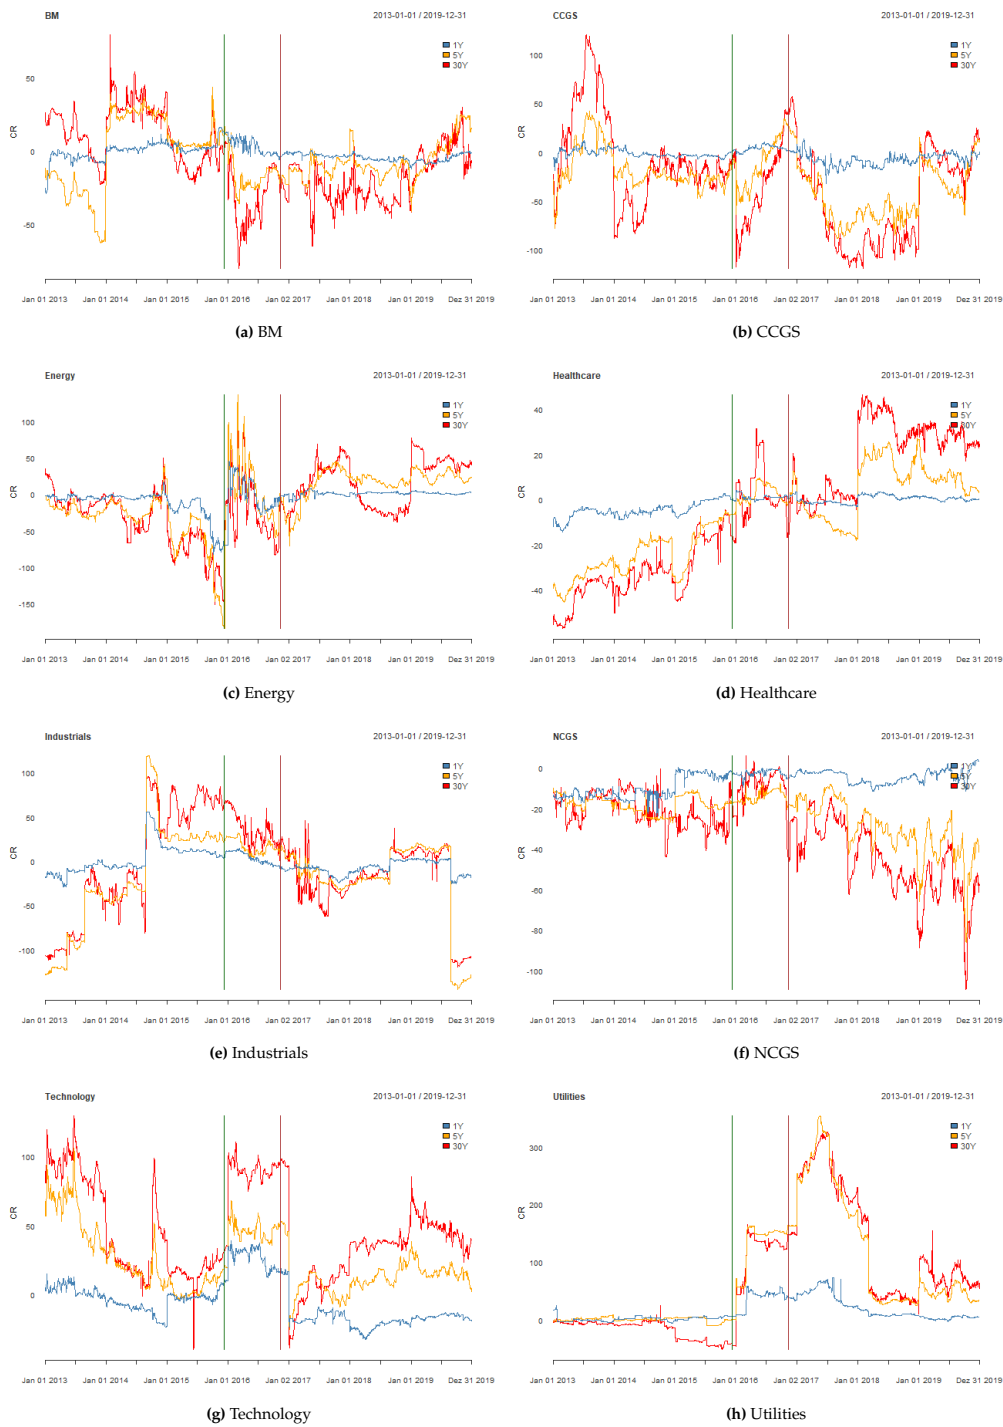 BM 2013-01-01 / 2019-12-31
1Y
5Y
30Y
CR
50
0
-50
Jan 01 2013 Jan 01 2014 Jan 01 2015 Jan 01 2016 Jan 02 2017 Jan 01 2018 Jan 01 2019 Dez 31 2019
(a) BM
CCGS 2013-01-01 / 2019-12-31
1Y
5Y
30Y
CR
100
50
0
-50
-100
Jan 01 2013 Jan 01 2014 Jan 01 2015 Jan 01 2016 Jan 02 2017 Jan 01 2018 Jan 01 2019 Dez 31 2019
(b) CCGS
Energy 2013-01-01 / 2019-12-31
1Y
5Y
30Y
CR
100
50
0
-50
-100
-150
Jan 01 2013 Jan 01 2014 Jan 01 2015 Jan 01 2016 Jan 02 2017 Jan 01 2018 Jan 01 2019 Dez 31 2019
(c) Energy
Healthcare 2013-01-01 / 2019-12-31
1Y
5Y
30Y
CR
40
20
0
-20
-40
Jan 01 2013 Jan 01 2014 Jan 01 2015 Jan 01 2016 Jan 02 2017 Jan 01 2018 Jan 01 2019 Dez 31 2019
(d) Healthcare
Industrials 2013-01-01 / 2019-12-31
1Y
5Y
30Y
CR
100
50
0
-50
-100
Jan 01 2013 Jan 01 2014 Jan 01 2015 Jan 01 2016 Jan 02 2017 Jan 01 2018 Jan 01 2019 Dez 31 2019
(e) Industrials
NCGS 2013-01-01 / 2019-12-31
1Y
5Y
30Y
CR
0
-20
-40
-60
-80
-100
Jan 01 2013 Jan 01 2014 Jan 01 2015 Jan 01 2016 Jan 02 2017 Jan 01 2018 Jan 01 2019 Dez 31 2019
(f) NCGS
Technology 2013-01-01 / 2019-12-31
1Y
5Y
30Y
CR
100
50
0
Jan 01 2013 Jan 01 2014 Jan 01 2015 Jan 01 2016 Jan 02 2017 Jan 01 2018 Jan 01 2019 Dez 31 2019
(g) Technology
Utilities 2013-01-01 / 2019-12-31
1Y
5Y
30Y
CR
300
200
100
0
Jan 01 2013 Jan 01 2014 Jan 01 2015 Jan 01 2016 Jan 02 2017 Jan 01 2018 Jan 01 2019 Dez 31 2019
(h) Utilities